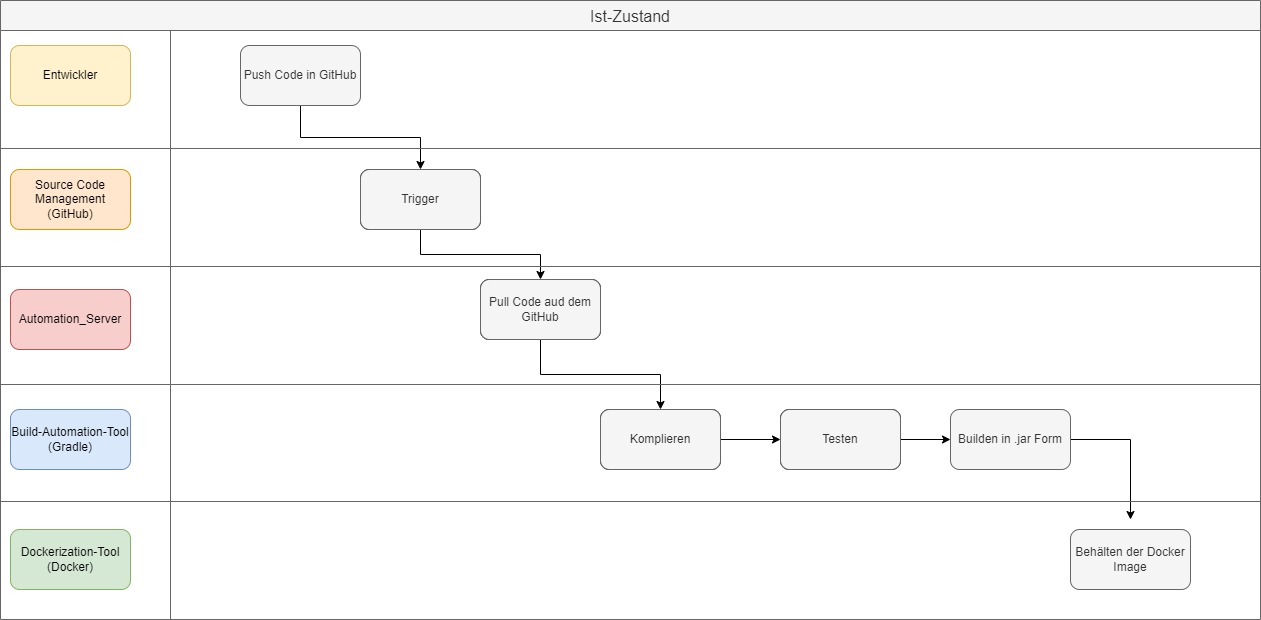 Ist-Zustand
Entwickler
Push Code in GitHub
Source Code
Management
(GitHub)
Trigger
Automation_Server
Pull Code aud dem
GitHub
Build-Automation-Tool
(Gradle)
Komplieren
Testen
Builden in .jar Form
Dockerization-Tool
(Docker)
Behälten der Docker
Image